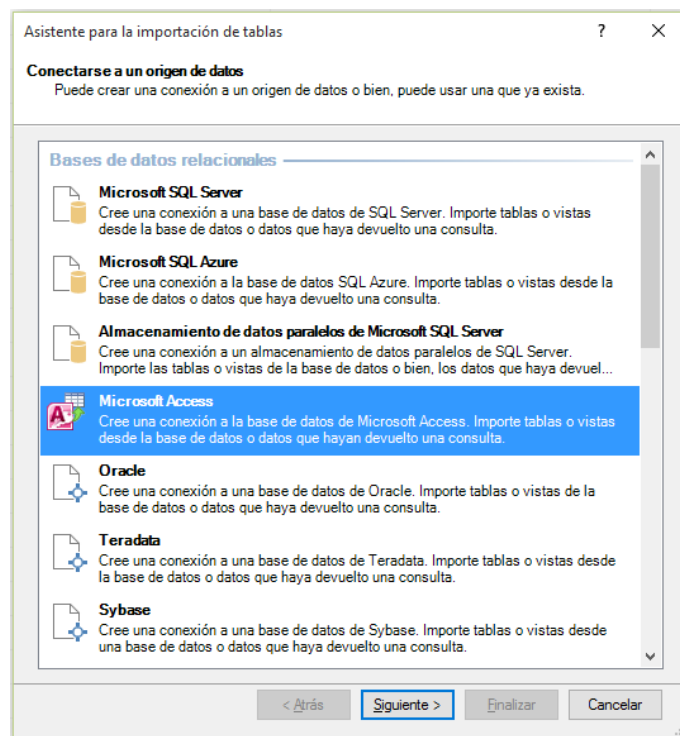 Asistente para la importación de tablas
?
Conectarse a un origen de datos
Puede crear una conexión a un origen de datos o bien, puede usar una que ya exista.
Bases de datos relacionales
Microsoft SQL Server
Cree una conexión a una base de datos de SQL Server. Importe tablas o vistas
desde la base de datos o datos que haya devuelto una consulta.
Microsoft SQL Azure
Cree una conexión a la base de datos SQL Azure. Importe tablas o vistas desde la
base de datos o datos que haya devuelto una consulta.
Almacenamiento de datos paralelos de Microsoft SQL Server
Cree una conexión a un almacenamiento de datos paralelos de SQL Server.
Importe las tablas o vistas de la base de datos o bien, los datos que haya devuel...
Microsoft Access
Cree una conexión a la base de datos de Microsoft Access. Importe tablas o vistas
desde la base de datos o datos que hayan devuelto una consulta.
Oracle
Cree una conexión a una base de datos de Oracle. Importe tablas o vistas de la
base de datos o datos que haya devuelto una consulta.
Teradata
Cree una conexión a una base de datos de Teradata. Importe tablas o vistas desde
la base de datos o datos que haya devuelto una consulta.
Sybase
Cree una conexión a una base de datos de Sybase. Importe tablas o vistas desde
una base de datos o datos que haya devuelto una consulta.
< Atrás
Siguiente >
Finalizar
Cancelar